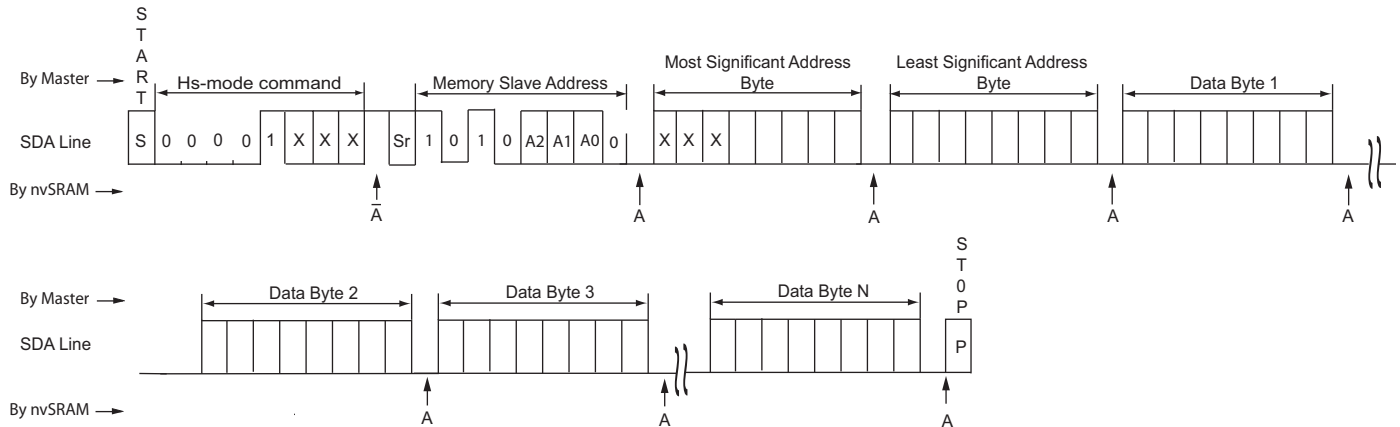 START
By Master
Hs-mode command
Memory Slave Address
Most Significant Address
Byte
Least Significant Address
Byte
Data Byte 1
SDA Line
S 0 0 0 0 1 X X X Sr 1 0 1 0 A2 A1 A0 0 X X X
By nvSRAM
A̅ A A A A
ST0P
By Master
Data Byte 2
Data Byte 3
Data Byte N
SDA Line
P
By nvSRAM
A A A